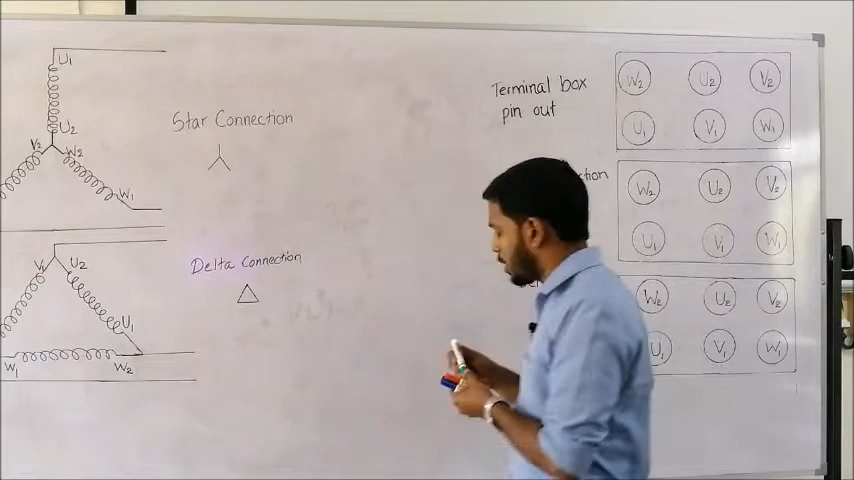 U1
U2
V2
W2
W1
Star Connection
V1
U2
U1
W1
W2
Delta Connection
Terminal box
pin out
W2 U2 V2
U1 V1 W1
W2 U2 V2
U1 V1 W1
W2 U2 V2
U1 V1 W1